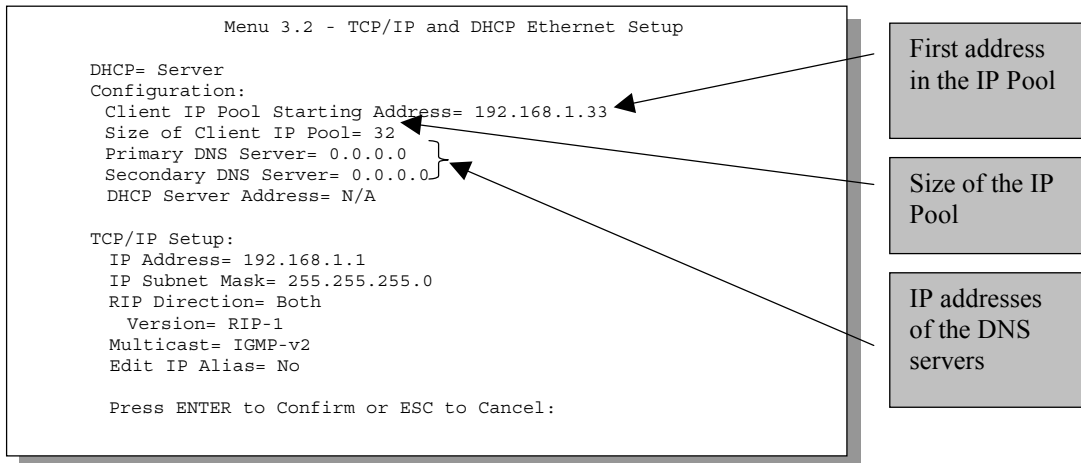 Menu 3.2 - TCP/IP and DHCP Ethernet Setup
DHCP= Server
Configuration:
Client IP Pool Starting Address= 192.168.1.33
Size of Client IP Pool= 32
Primary DNS Server= 0.0.0.0
Secondary DNS Server= 0.0.0.0
DHCP Server Address= N/A
TCP/IP Setup:
IP Address= 192.168.1.1
IP Subnet Mask= 255.255.255.0
RIP Direction= Both
Version= RIP-1
Multicast= IGMP-v2
Edit IP Alias= No
Press ENTER to Confirm or ESC to Cancel:
First address
in the IP Pool
Size of the IP
Pool
IP addresses
of the DNS
servers